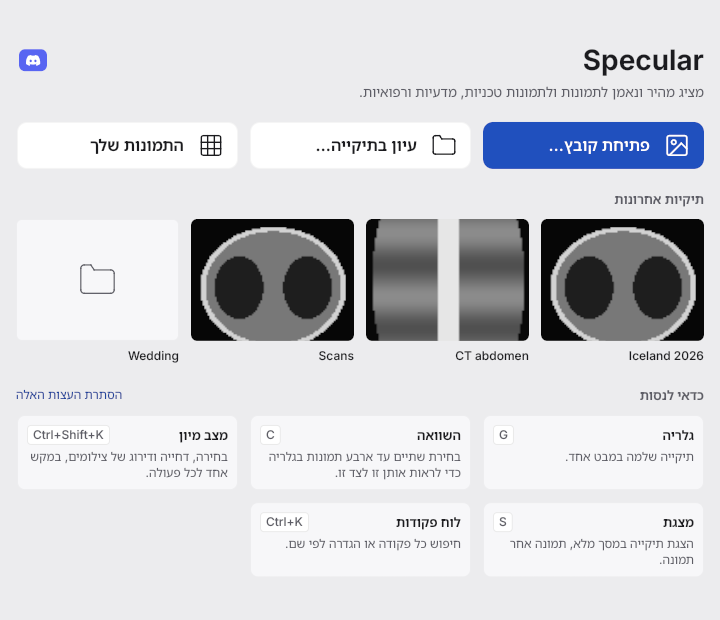 Specular
מציג מהיר ונאמן לתמונות ולתמונות טכניות, מדעיות ורפואיות.
פתיחת קובץ...
עיון בתיקייה...
התמונות שלך
תיקיות אחרונות
Iceland 2026
CT abdomen
Scans
Wedding
כדאי לנסות
הסתרת העצות האלה
גלריה
G
תיקייה שלמה במבט אחד.
השוואה
C
בחירת שתיים עד ארבע תמונות בגלריה
כדי לראות אותן זו לצד זו.
מצב מיון
Ctrl+Shift+K
בחירה, דחייה ודירוג של צילומים, במקש
אחד לכל פעולה.
מצגת
S
הצגת תיקייה במסך מלא, תמונה אחר
תמונה.
לוח פקודות
Ctrl+K
חיפוש כל פקודה או הגדרה לפי שם.